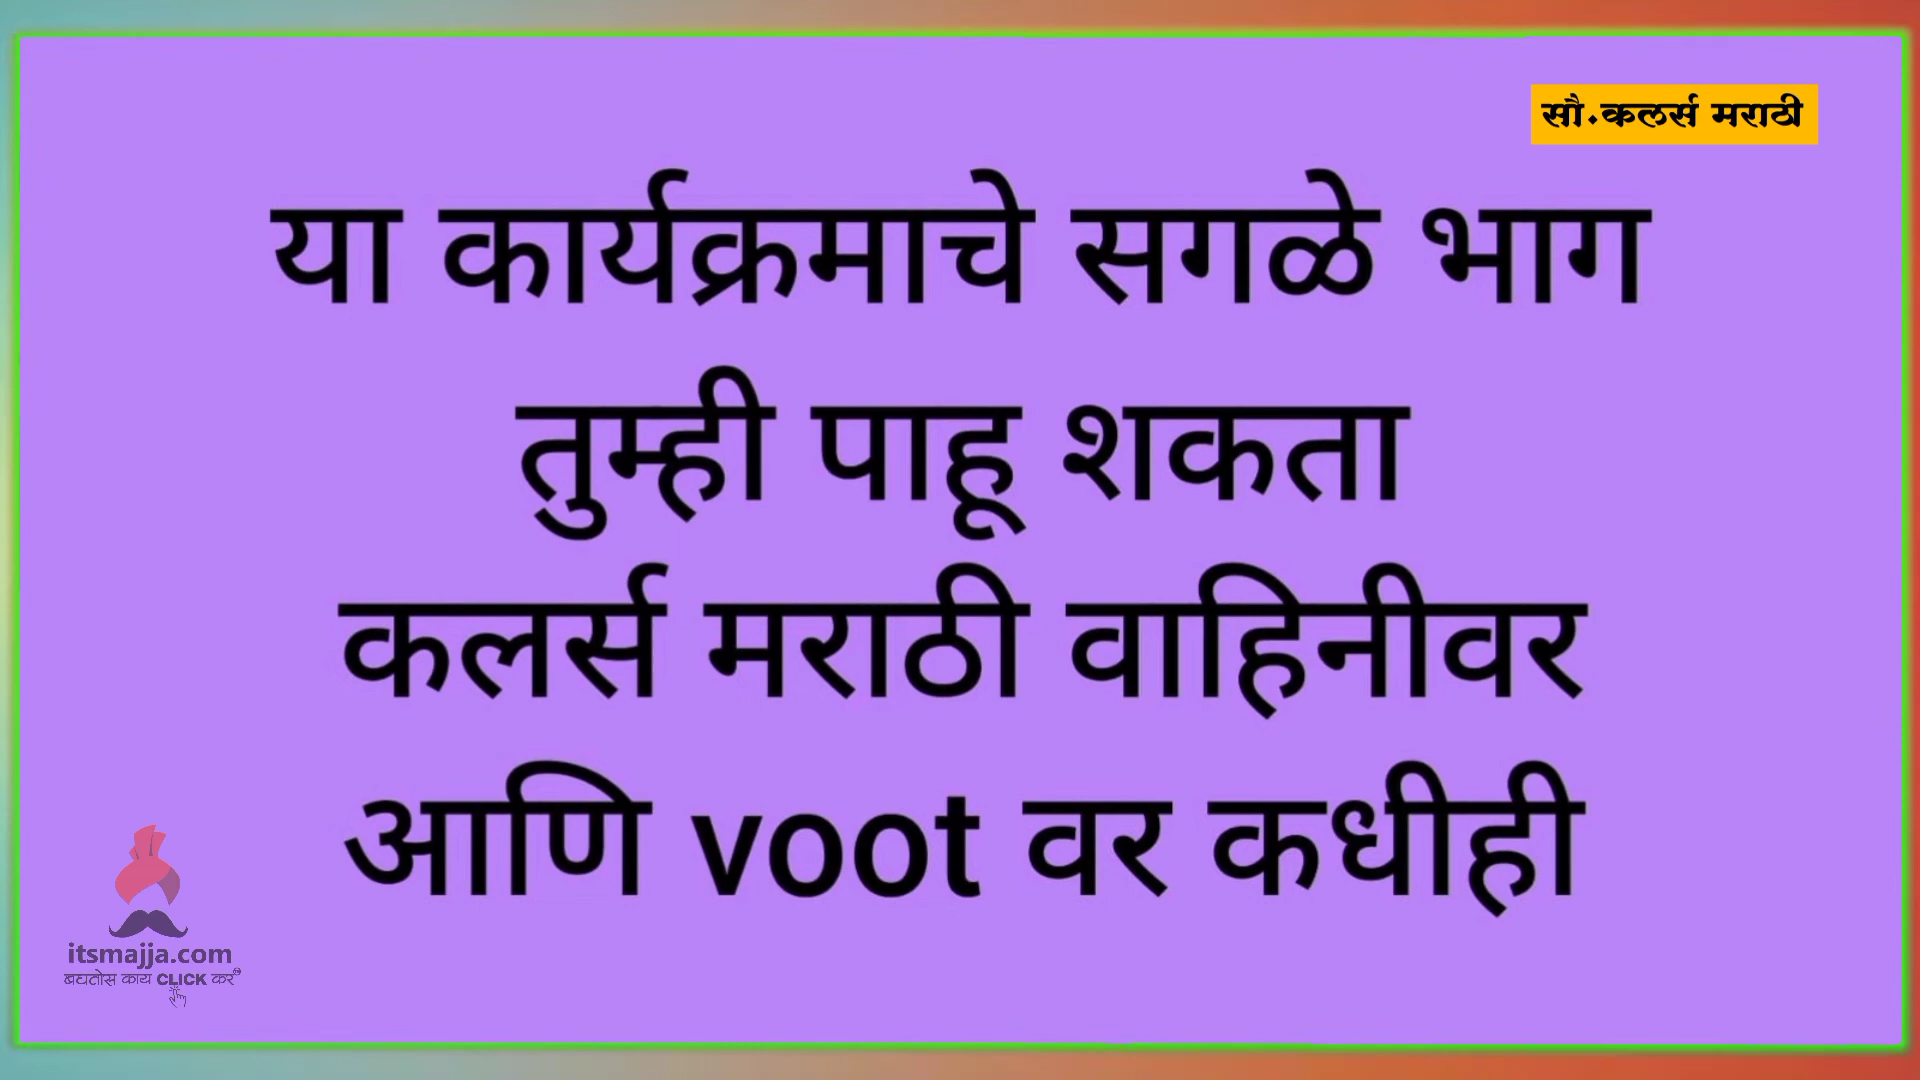 सौ.कलर्स मराठी
या कार्यक्रमाचे सगळे भाग
तुम्ही पाहू शकता
कलर्स मराठी वाहिनीवर
आणि voot वर कधीही
itsmajja.com
बघतोस काय CLICK कर